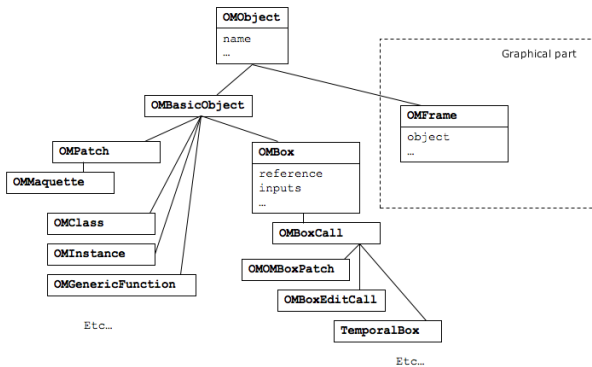 OMObject
name
…
Graphical part
OMBasicObject
OMFrame
object
…
OMPatch
OMBox
reference
inputs
…
OMMaquette
OMClass
OMBoxCall
OMInstance
OMOMBoxPatch
OMGenericFunction
OMBoxEditCall
Etc…
TemporalBox
Etc…